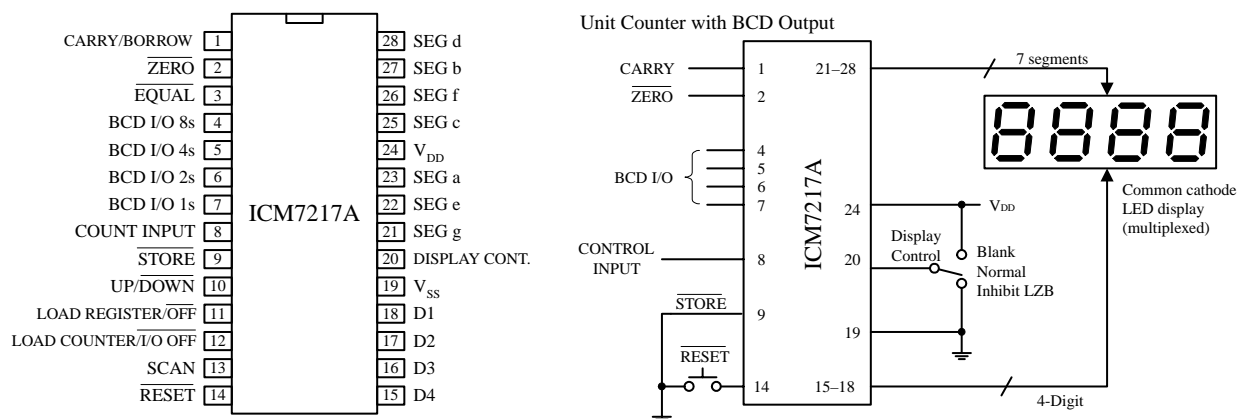 CARRY/BORROW 1
ZERO 2
EQUAL 3
BCD I/O 8s 4
BCD I/O 4s 5
BCD I/O 2s 6
BCD I/O 1s 7
COUNT INPUT 8
STORE 9
UP/DOWN 10
LOAD REGISTER/OFF 11
LOAD COUNTER/I/O OFF 12
SCAN 13
RESET 14
ICM7217A
28 SEG d
27 SEG b
26 SEG f
25 SEG c
24 VDD
23 SEG a
22 SEG e
21 SEG g
20 DISPLAY CONT.
19 VSS
18 D1
17 D2
16 D3
15 D4
Unit Counter with BCD Output
CARRY 1
ZERO 2
BCD I/O
4
5
6
7
CONTROL
INPUT
8
STORE 9
RESET
14
ICM7217A
21–28
7 segments
8888
Common cathode
LED display
(multiplexed)
24
VDD
Display
Control
20
Blank
Normal
Inhibit LZB
19
15–18
4-Digit